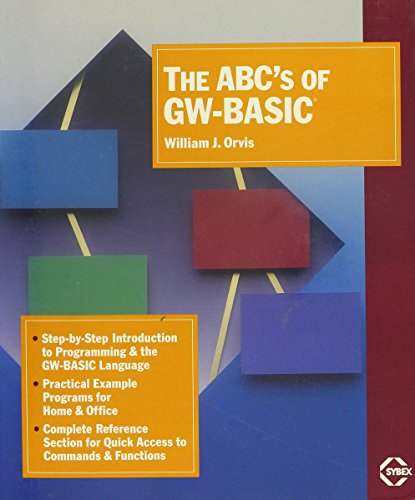 THE ABC'S OF
GW-BASIC®
William J. Orvis
• Step-by-Step Introduction
to Programming & the
GW-BASIC Language
• Practical Example
Programs for
Home & Office
• Complete Reference
Section for Quick Access to
Commands & Functions
SYBEX